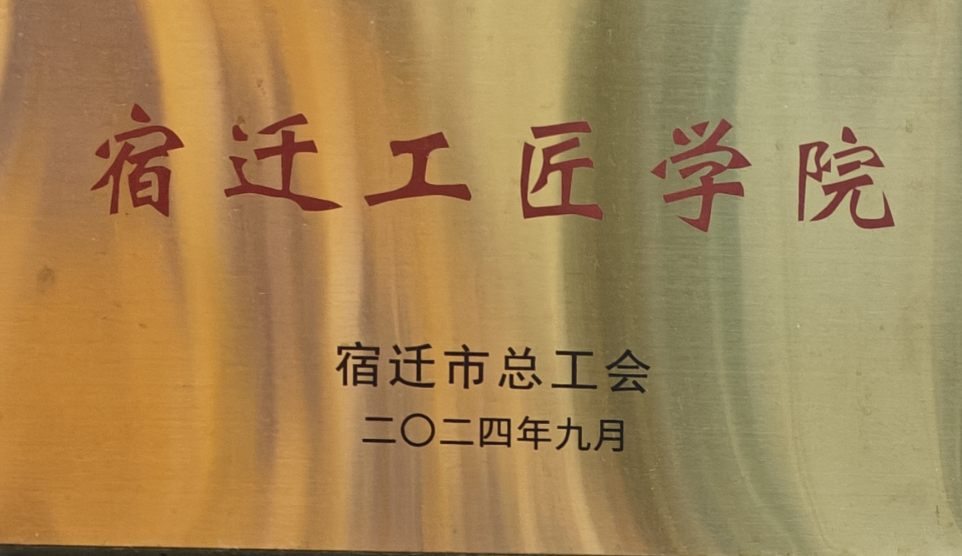 宿迁工匠学院
宿迁市总工会
二〇二四年九月